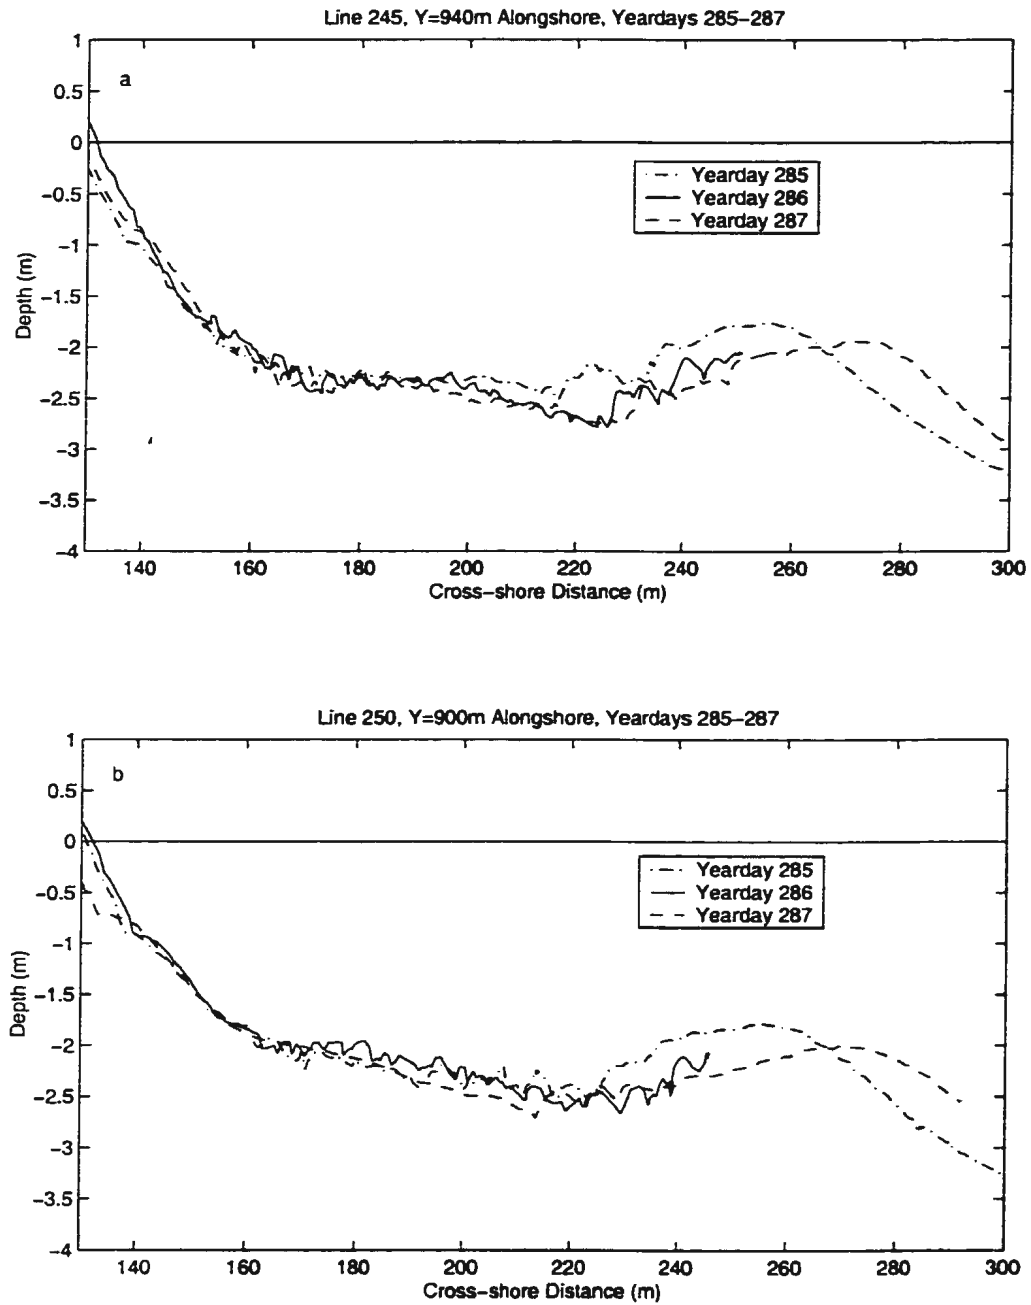 Line 245, Y=940m Alongshore, Yeardays 285-287
1
a
0.5
0
-0.5
-1
-1.5
-2
-2.5
-3
-3.5
-4
Depth (m)
Yearday 285
Yearday 286
Yearday 287
140 160 180 200 220 240 260 280 300
Cross-shore Distance (m)
Line 250, Y=900m Alongshore, Yeardays 285-287
1
b
0.5
0
-0.5
-1
-1.5
-2
-2.5
-3
-3.5
-4
Depth (m)
Yearday 285
Yearday 286
Yearday 287
140 160 180 200 220 240 260 280 300
Cross-shore Distance (m)